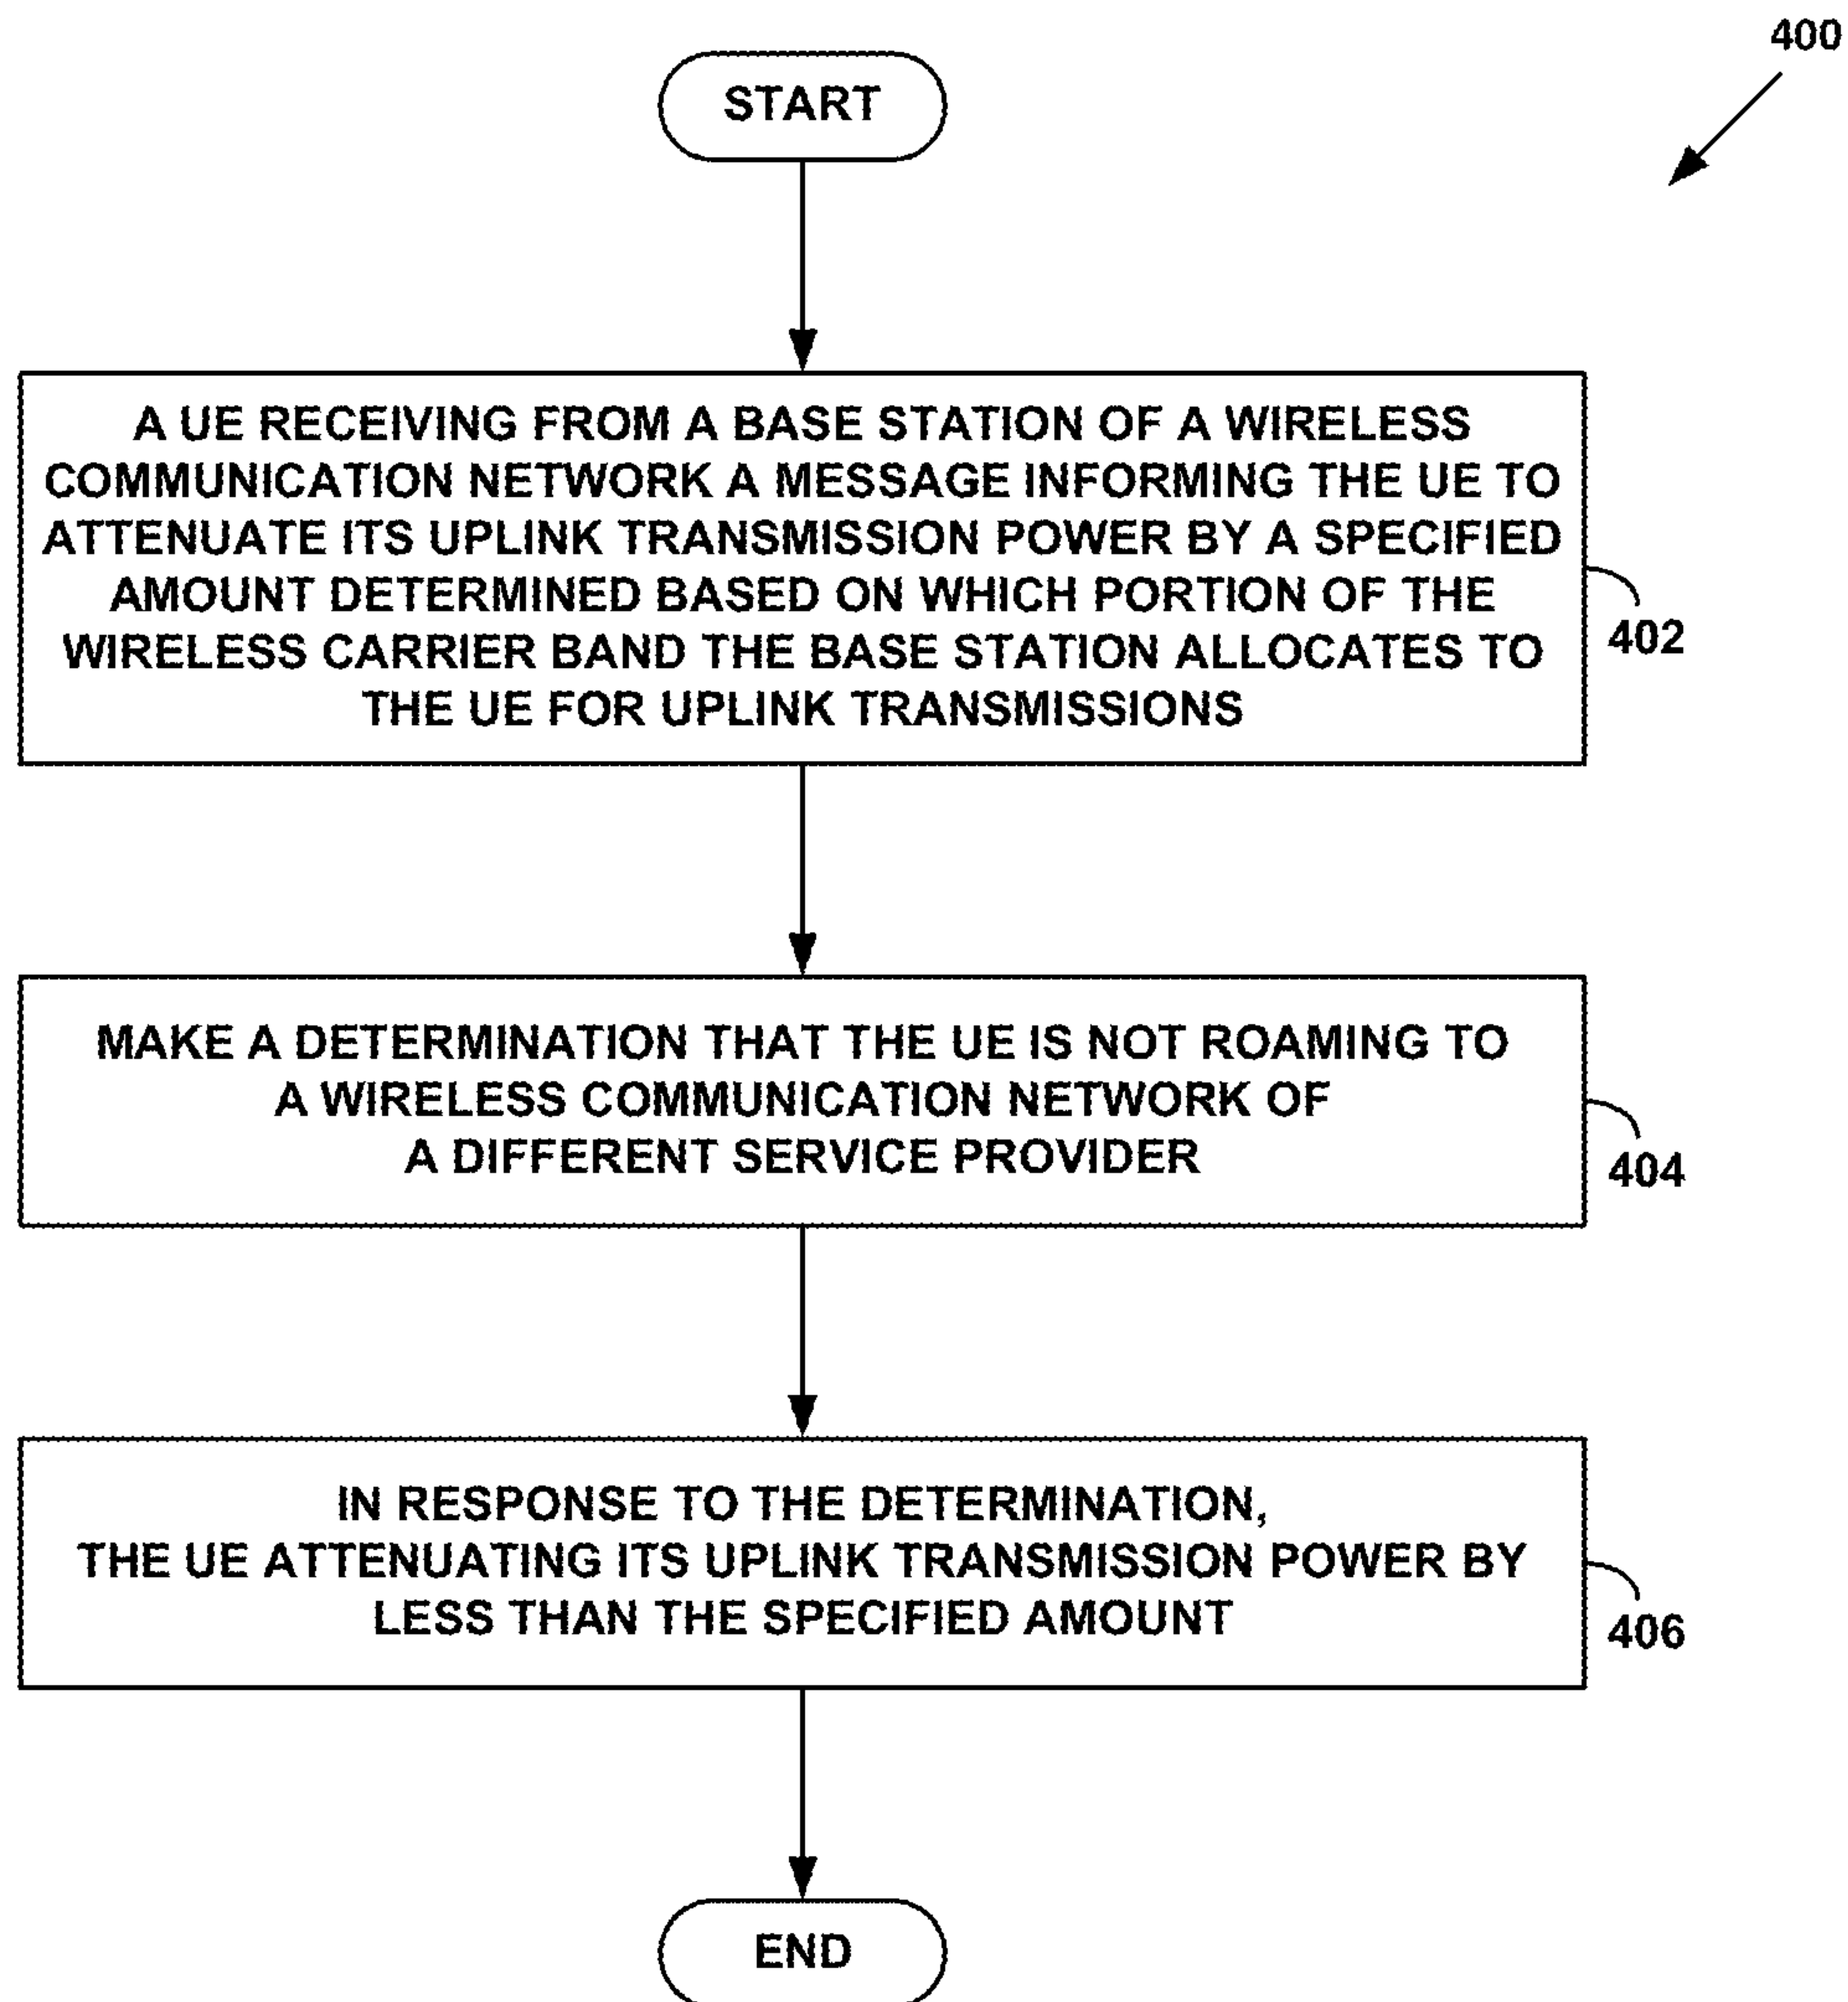 400
START
A UE RECEIVING FROM A BASE STATION OF A WIRELESS
COMMUNICATION NETWORK A MESSAGE INFORMING THE UE TO
ATTENUATE ITS UPLINK TRANSMISSION POWER BY A SPECIFIED
AMOUNT DETERMINED BASED ON WHICH PORTION OF THE
WIRELESS CARRIER BAND THE BASE STATION ALLOCATES TO
THE UE FOR UPLINK TRANSMISSIONS
402
MAKE A DETERMINATION THAT THE UE IS NOT ROAMING TO
A WIRELESS COMMUNICATION NETWORK OF
A DIFFERENT SERVICE PROVIDER
404
IN RESPONSE TO THE DETERMINATION,
THE UE ATTENUATING ITS UPLINK TRANSMISSION POWER BY
LESS THAN THE SPECIFIED AMOUNT
406
END